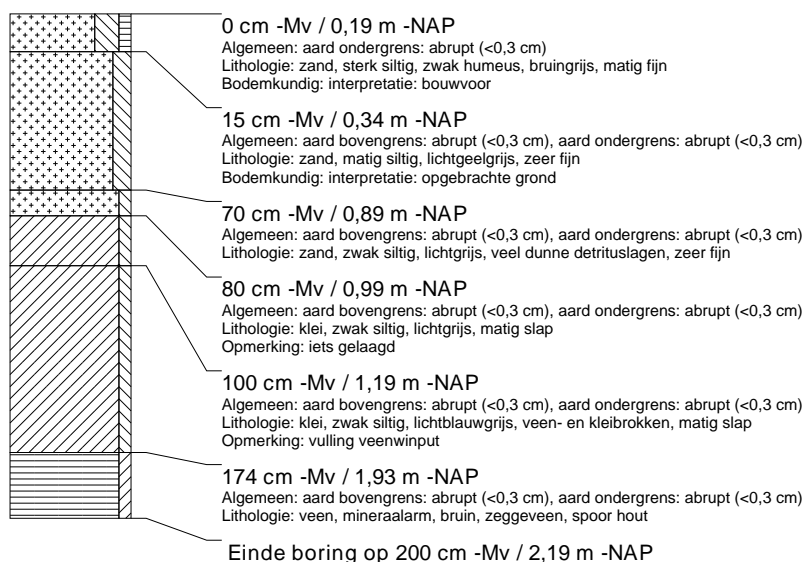 0 cm -Mv / 0,19 m -NAP
Algemeen: aard ondergrens: abrupt (<0,3 cm)
Lithologie: zand, sterk siltig, zwak humeus, bruingrijs, matig fijn
Bodemkundig: interpretatie: bouwvoor
15 cm -Mv / 0,34 m -NAP
Algemeen: aard bovengrens: abrupt (<0,3 cm), aard ondergrens: abrupt (<0,3 cm)
Lithologie: zand, matig siltig, lichtgeelgrijs, zeer fijn
Bodemkundig: interpretatie: opgebrachte grond
70 cm -Mv / 0,89 m -NAP
Algemeen: aard bovengrens: abrupt (<0,3 cm), aard ondergrens: abrupt (<0,3 cm)
Lithologie: zand, zwak siltig, lichtgrijs, veel dunne detrituslagen, zeer fijn
80 cm -Mv / 0,99 m -NAP
Algemeen: aard bovengrens: abrupt (<0,3 cm), aard ondergrens: abrupt (<0,3 cm)
Lithologie: klei, zwak siltig, lichtgrijs, matig slap
Opmerking: iets gelaagd
100 cm -Mv / 1,19 m -NAP
Algemeen: aard bovengrens: abrupt (<0,3 cm), aard ondergrens: abrupt (<0,3 cm)
Lithologie: klei, zwak siltig, lichtblauwgrijs, veen- en kleibrokken, matig slap
Opmerking: vulling veenwinput
174 cm -Mv / 1,93 m -NAP
Algemeen: aard bovengrens: abrupt (<0,3 cm), aard ondergrens: abrupt (<0,3 cm)
Lithologie: veen, mineraalarm, bruin, zeggeveen, spoor hout
Einde boring op 200 cm -Mv / 2,19 m -NAP